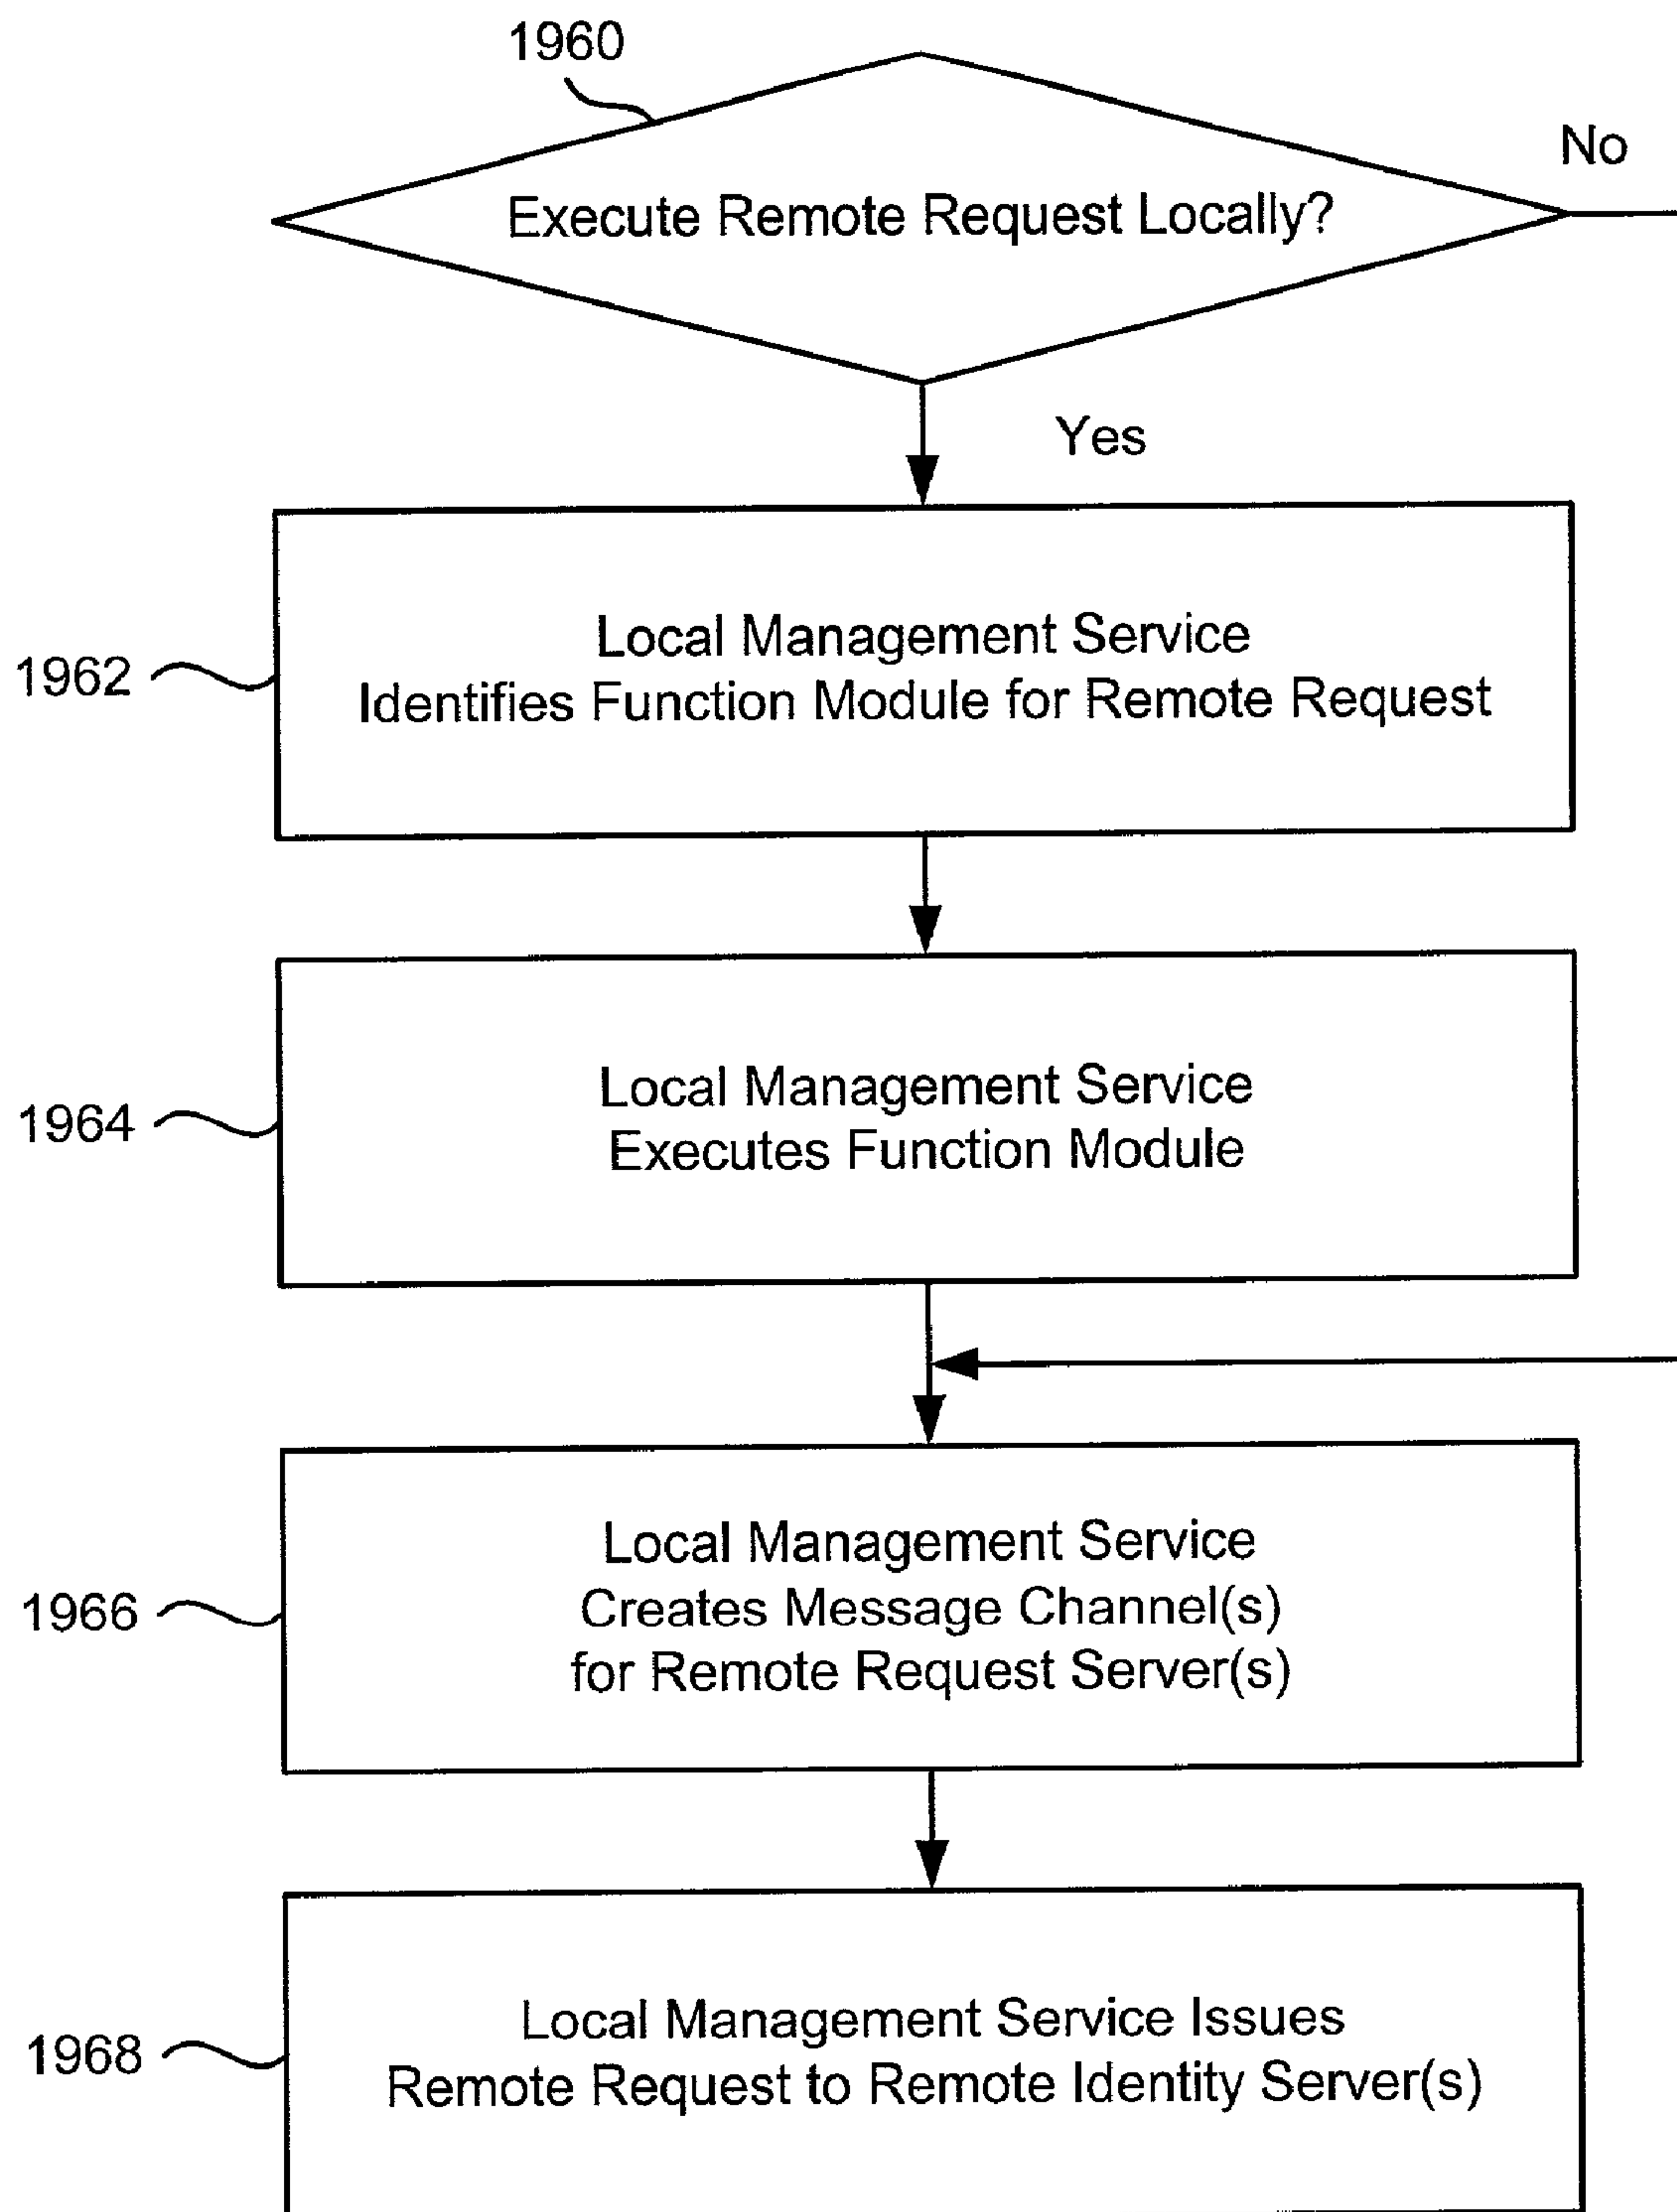 1960
No
Execute Remote Request Locally?
Yes
Local Management Service
Identifies Function Module for Remote Request
1962
Local Management Service
Executes Function Module
1964
Local Management Service
Creates Message Channel(s)
for Remote Request Server(s)
1966
Local Management Service Issues
Remote Request to Remote Identity Server(s)
1968